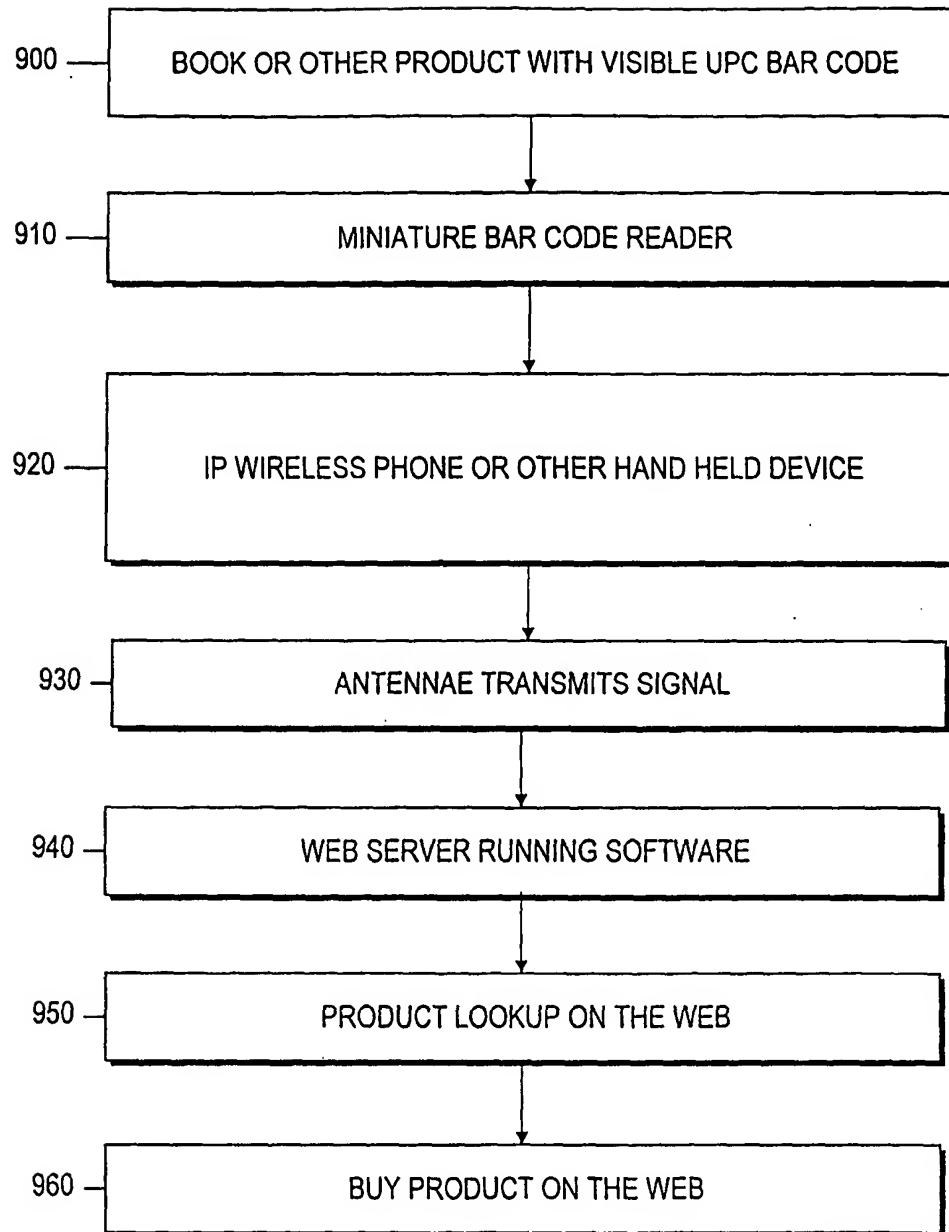 900 BOOK OR OTHER PRODUCT WITH VISIBLE UPC BAR CODE
910 MINIATURE BAR CODE READER
920 IP WIRELESS PHONE OR OTHER HAND HELD DEVICE
930 ANTENNAE TRANSMITS SIGNAL
940 WEB SERVER RUNNING SOFTWARE
950 PRODUCT LOOKUP ON THE WEB
960 BUY PRODUCT ON THE WEB